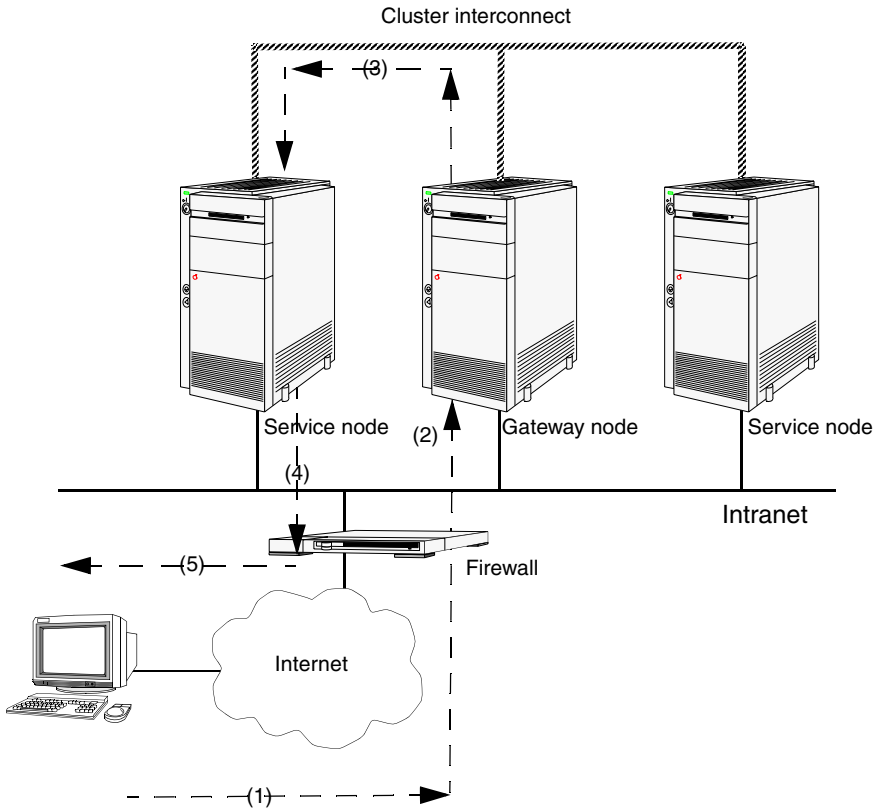 Cluster interconnect
(3)
Service node
(2)
Gateway node
Service node
(4)
Intranet
(5)
Firewall
Internet
(1)